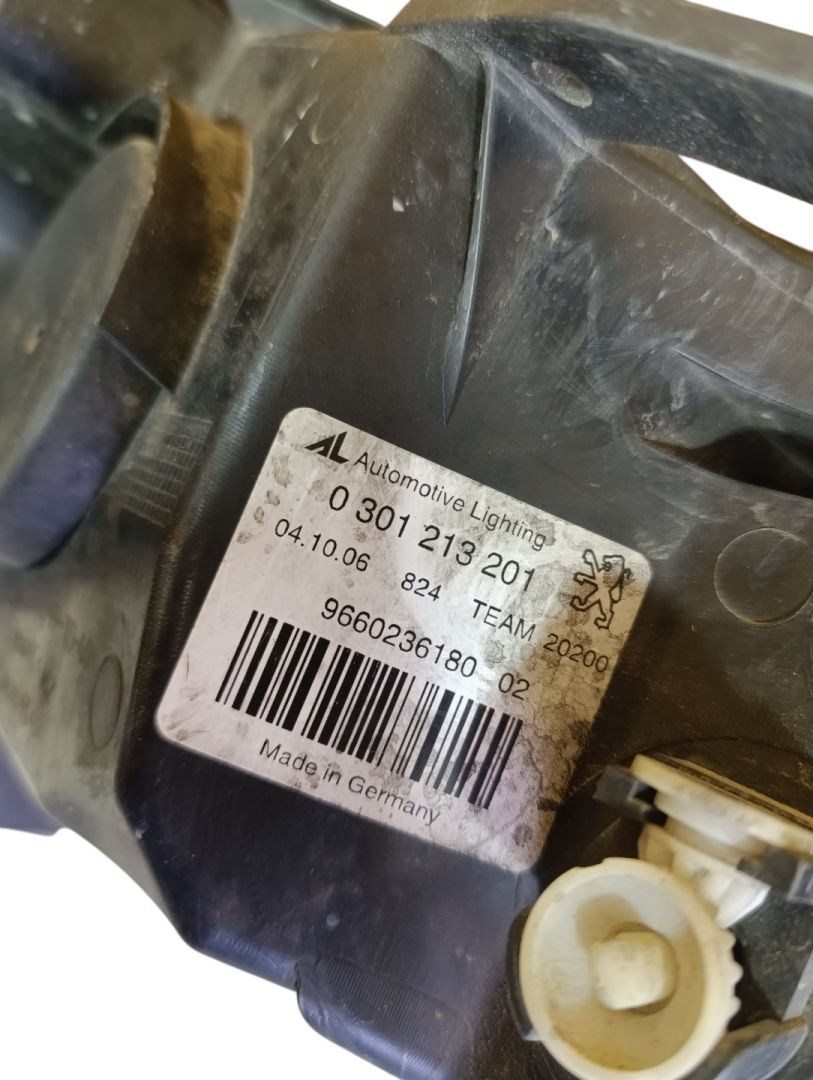 AL Automotive Lighting
0 301 213 201
04.10.06 824 TEAM 20200
9660236180 02
Made in Germany